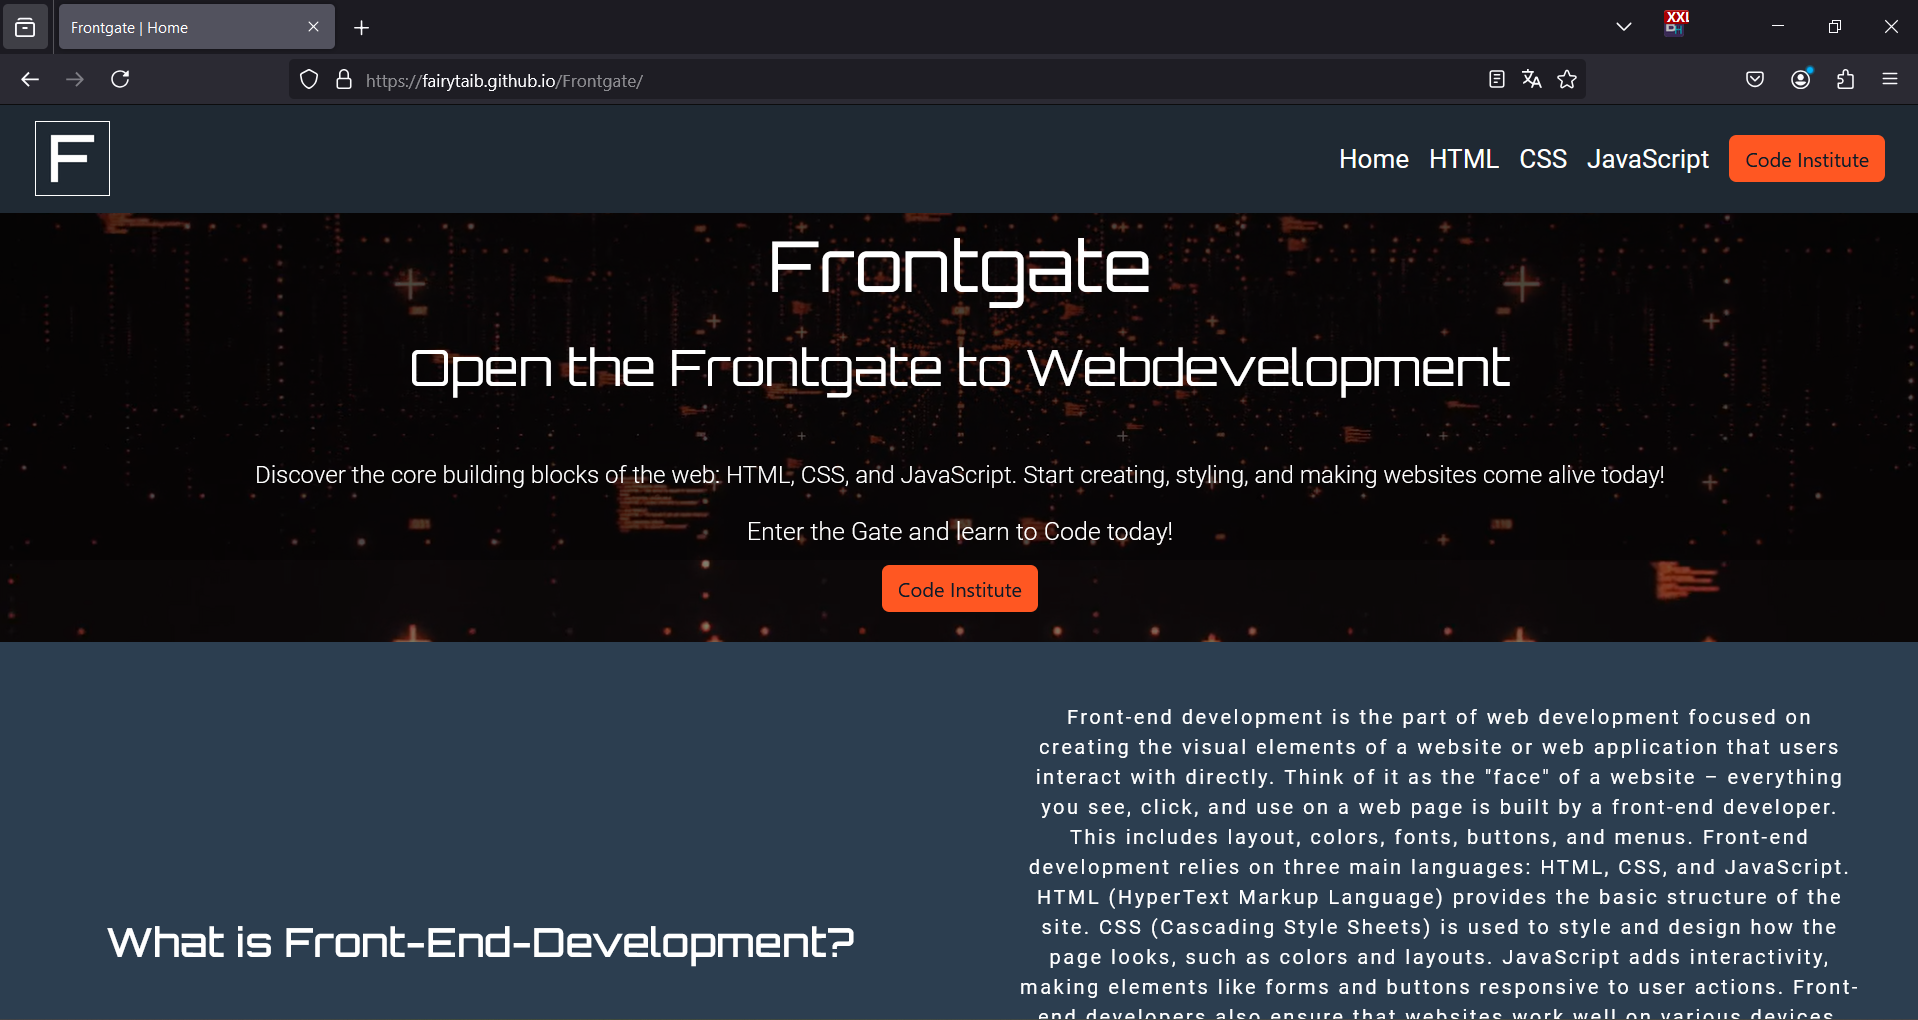 Frontgate | Home
XXL
https://fairytaib.github.io/Frontgate/
F
Home HTML CSS JavaScript Code Institute
Frontgate
Open the Frontgate to Webdevelopment
Discover the core building blocks of the web: HTML, CSS, and JavaScript. Start creating, styling, and making websites come alive today!
Enter the Gate and learn to Code today!
Code Institute
What is Front-End-Development?
Front-end development is the part of web development focused on
creating the visual elements of a website or web application that users
interact with directly. Think of it as the "face" of a website – everything
you see, click, and use on a web page is built by a front-end developer.
This includes layout, colors, fonts, buttons, and menus. Front-end
development relies on three main languages: HTML, CSS, and JavaScript.
HTML (HyperText Markup Language) provides the basic structure of the
site. CSS (Cascading Style Sheets) is used to style and design how the
page looks, such as colors and layouts. JavaScript adds interactivity,
making elements like forms and buttons responsive to user actions. Front-
end developers also ensure that websites work well on various devices